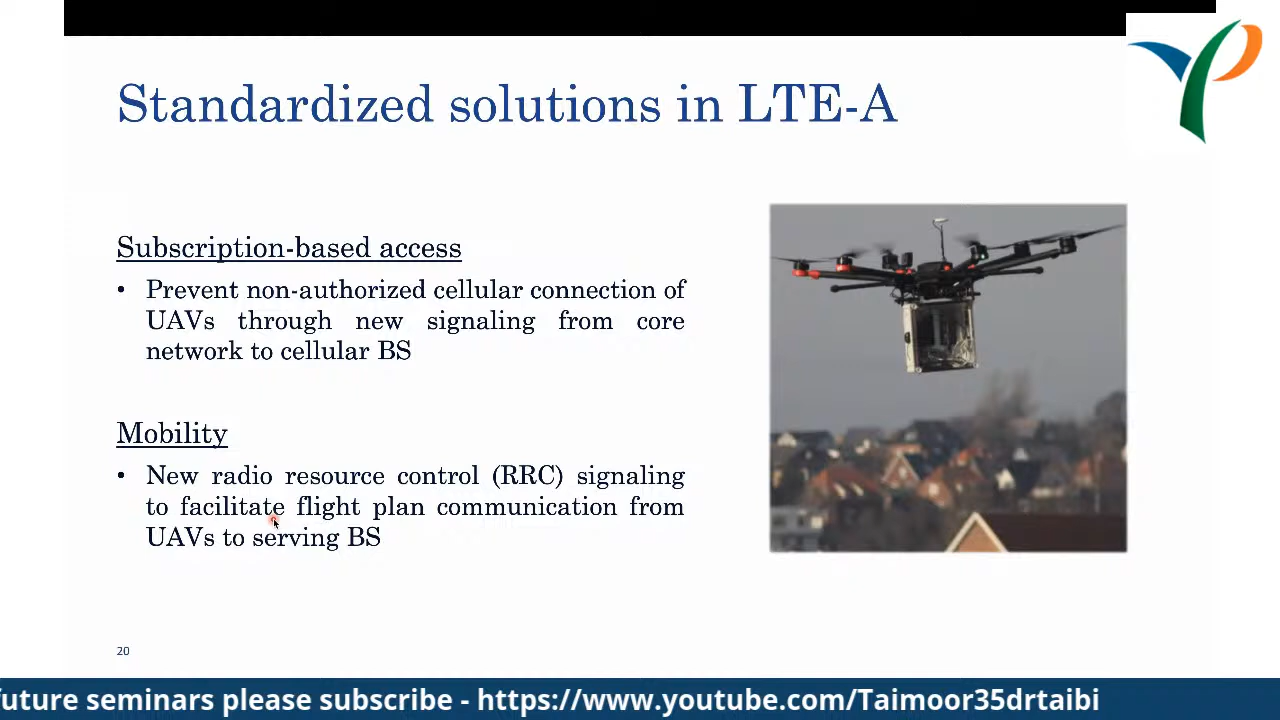 Standardized solutions in LTE-A
Subscription-based access
• Prevent non-authorized cellular connection of
UAVs through new signaling from core
network to cellular BS
Mobility
• New radio resource control (RRC) signaling
to facilitate flight plan communication from
UAVs to serving BS
20
future seminars please subscribe - https://www.youtube.com/Taimoor35drtaibi